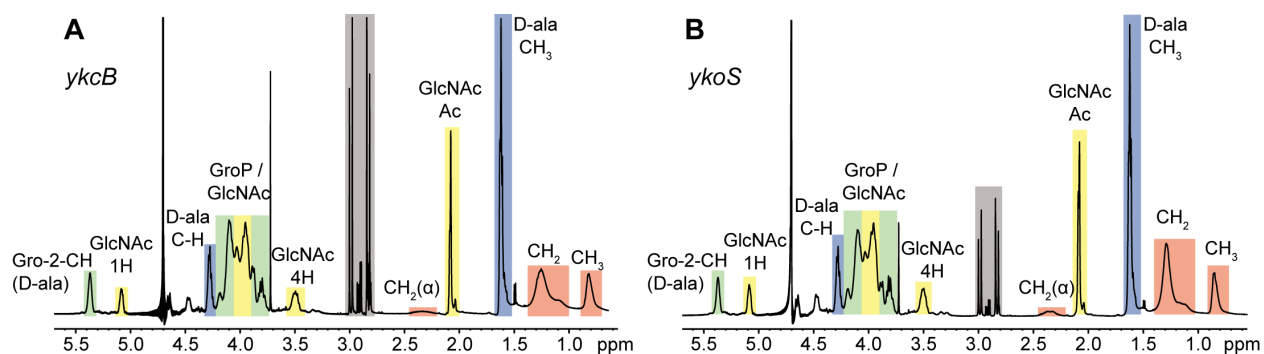 A
ykcB
Gro-2-CH
(D-ala)
GlcNAc
1H
D-ala
C-H
GroP /
GlcNAc
GlcNAc
4H
CH2(α)
GlcNAc
Ac
D-ala
CH3
CH2
CH3
5.5 5.0 4.5 4.0 3.5 3.0 2.5 2.0 1.5 1.0 ppm
B
ykoS
Gro-2-CH
(D-ala)
GlcNAc
1H
D-ala
C-H
GroP /
GlcNAc
GlcNAc
4H
CH2(α)
GlcNAc
Ac
D-ala
CH3
CH2
CH3
5.5 5.0 4.5 4.0 3.5 3.0 2.5 2.0 1.5 1.0 ppm